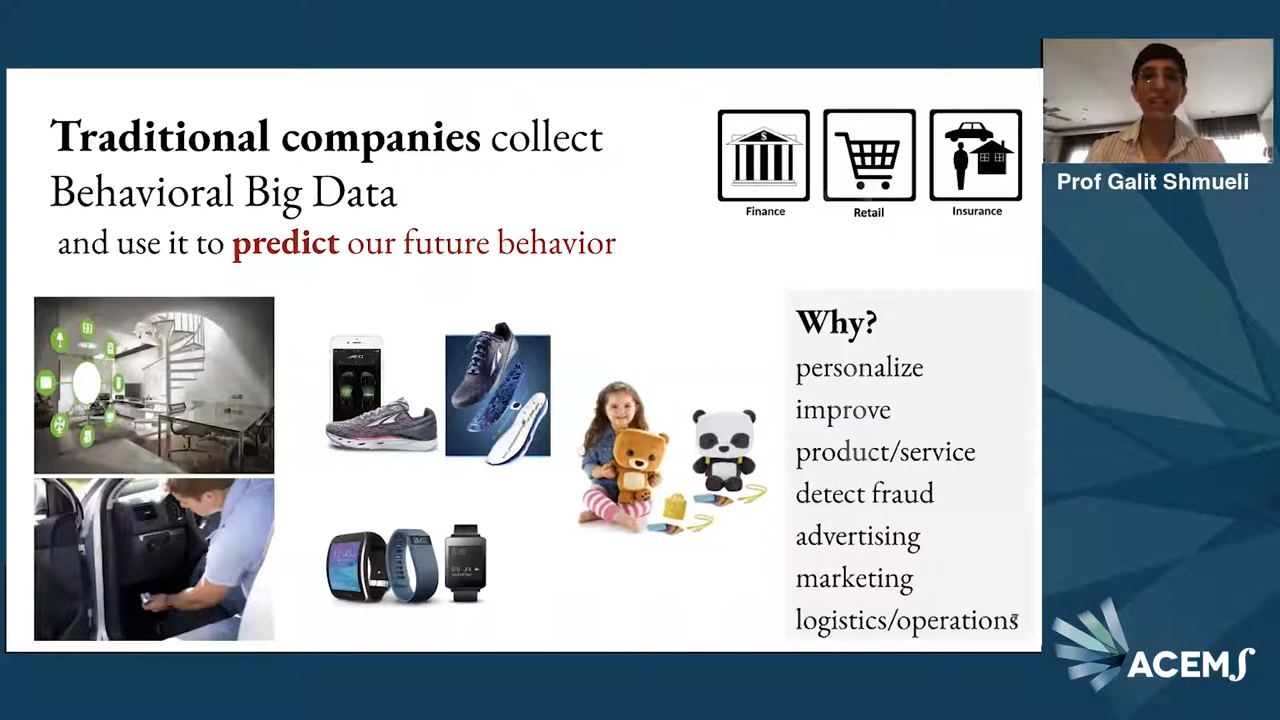 Traditional companies collect
Behavioral Big Data
and use it to predict our future behavior
Finance
Retail
Insurance
Prof Galit Shmueli
Why?
personalize
improve
product/service
detect fraud
advertising
marketing
logistics/operations
ACEMS